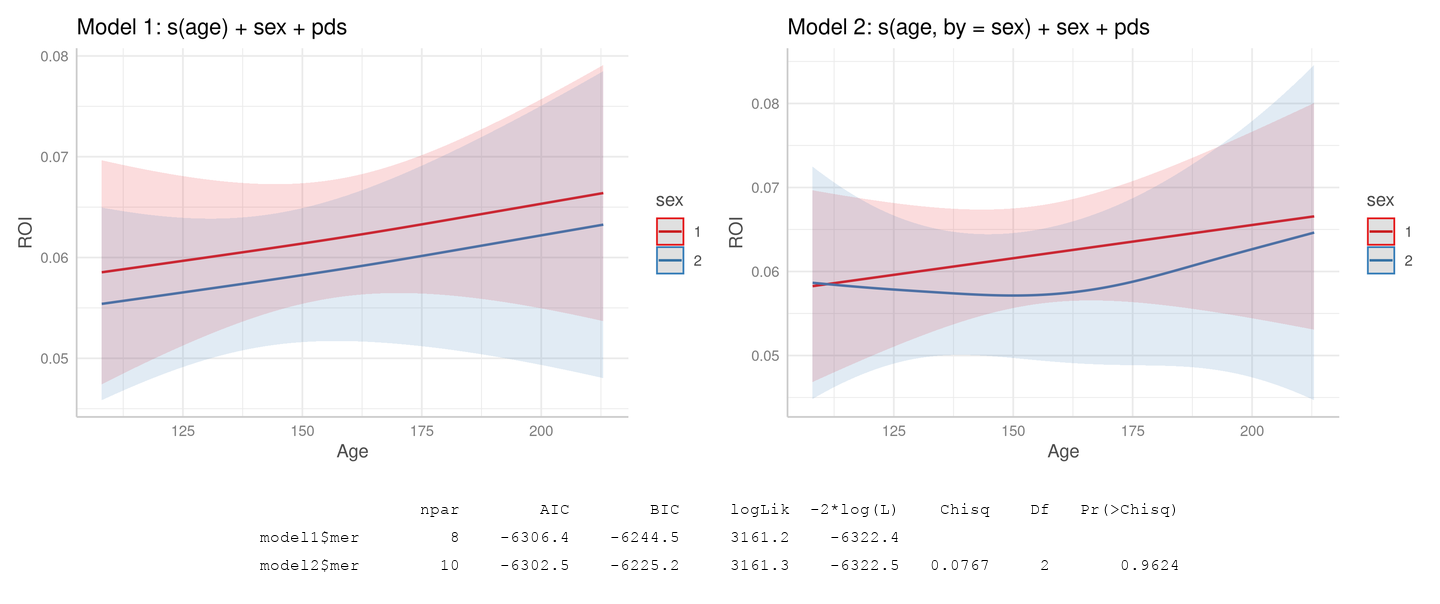 Model 1: s(age) + sex + pds
0.08
0.07
0.06
0.05
ROI
125 150 175 200
Age
sex
1
2
Model 2: s(age, by = sex) + sex + pds
0.08
0.07
0.06
0.05
ROI
125 150 175 200
Age
sex
1
2
npar AIC BIC logLik -2*log(L) Chisq Df Pr(>Chisq)
model1$mer 8 -6306.4 -6244.5 3161.2 -6322.4
model2$mer 10 -6302.5 -6225.2 3161.3 -6322.5 0.0767 2 0.9624